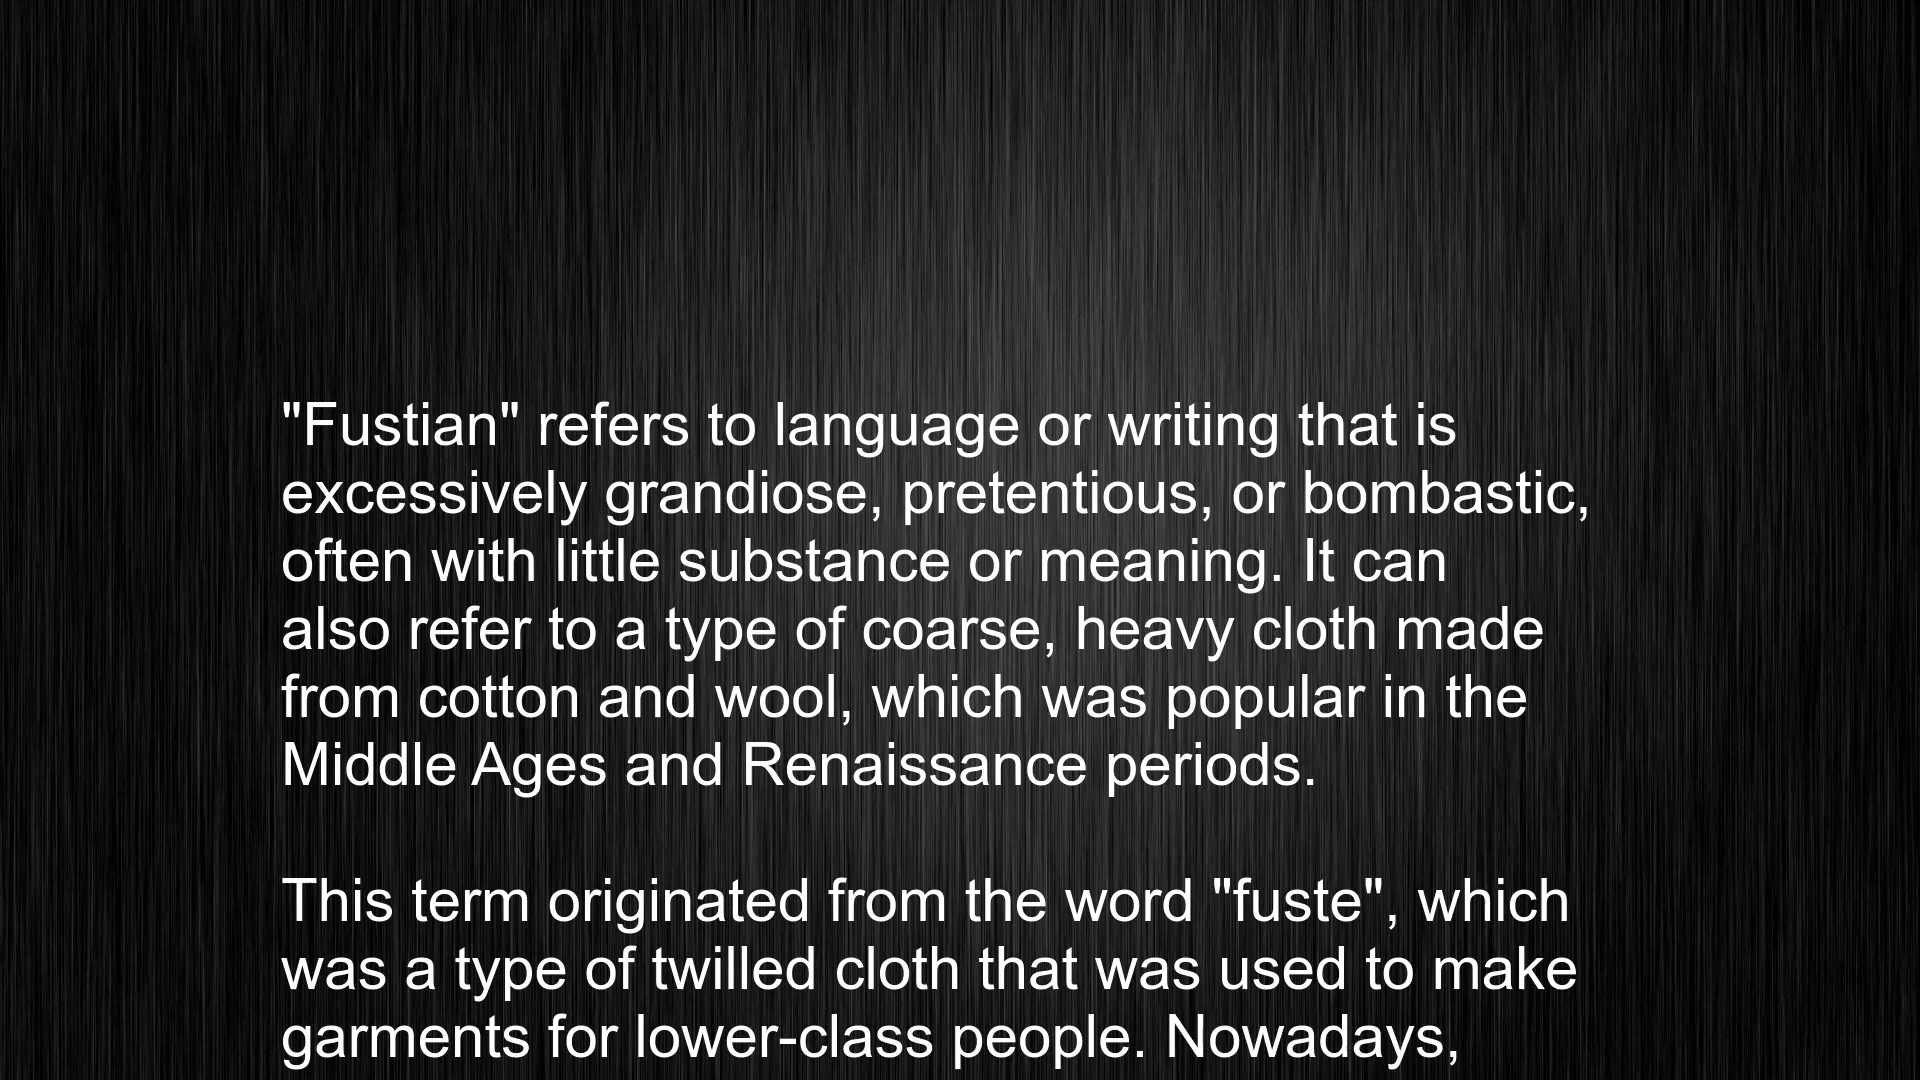 "Fustian" refers to language or writing that is
excessively grandiose, pretentious, or bombastic,
often with little substance or meaning. It can
also refer to a type of coarse, heavy cloth made
from cotton and wool, which was popular in the
Middle Ages and Renaissance periods.
This term originated from the word "fuste", which
was a type of twilled cloth that was used to make
garments for lower-class people. Nowadays,